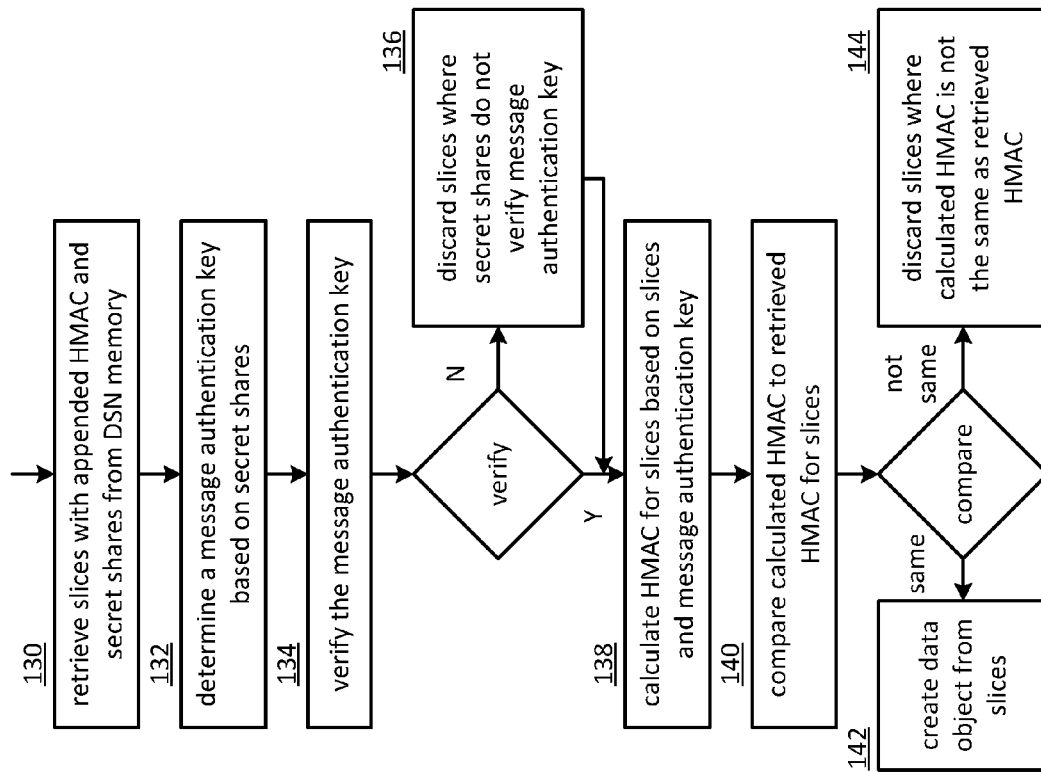 130
retrieve slices with appended HMAC and
secret shares from DSN memory
132
determine a message authentication key
based on secret shares
134
verify the message authentication key
verify
N
Y
136
discard slices where
secret shares do not
verify message
authentication key
138
calculate HMAC for slices based on slices
and message authentication key
140
compare calculated HMAC to retrieved
HMAC for slices
compare
same
not
same
142
create data
object from
slices
144
discard slices where
calculated HMAC is not
the same as retrieved
HMAC